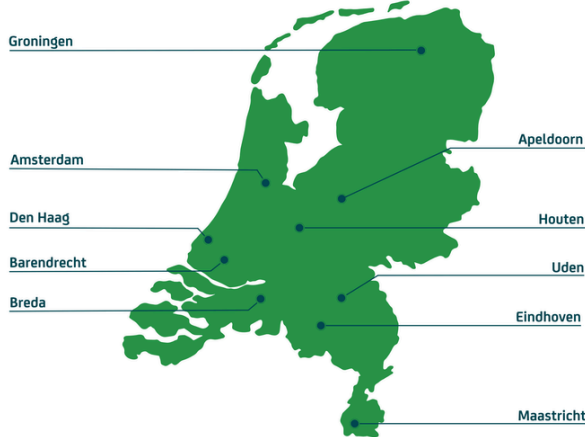 Groningen
Apeldoorn
Amsterdam
Den Haag
Houten
Barendrecht
Uden
Breda
Eindhoven
Maastricht